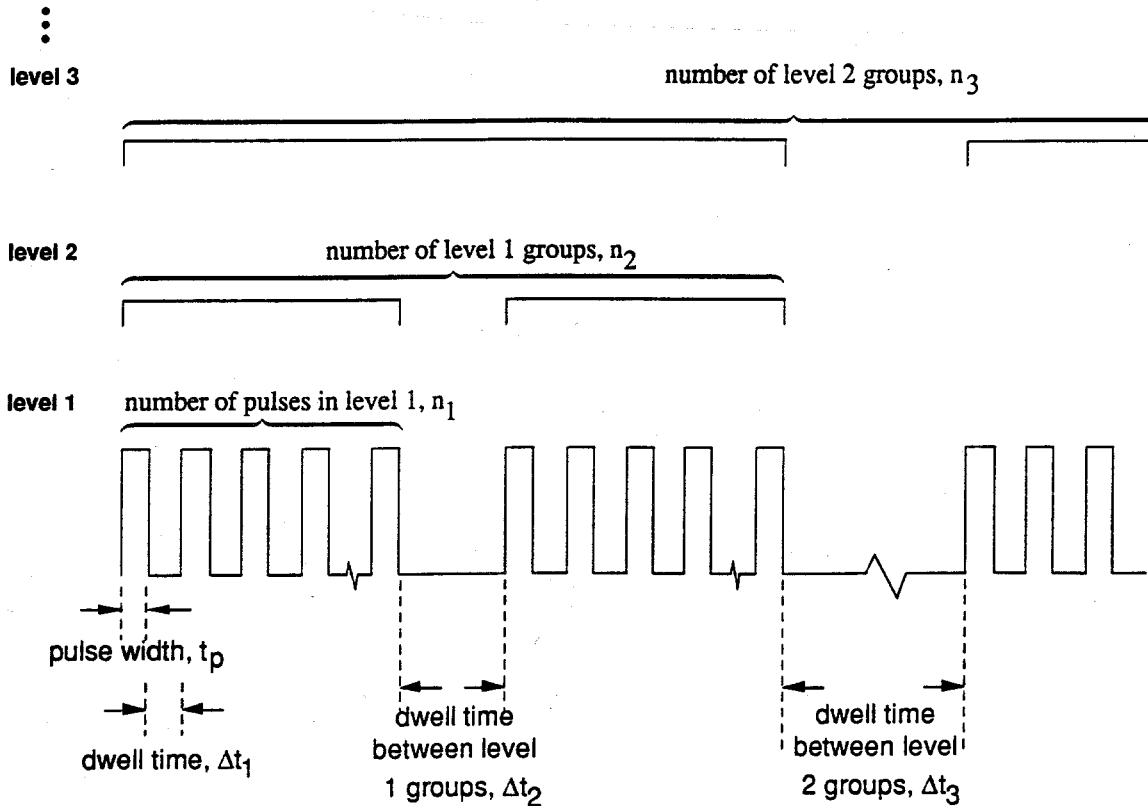 level 3
number of level 2 groups, n3
level 2
number of level 1 groups, n2
level 1
number of pulses in level 1, n1
pulse width, tp
dwell time, Δt1
dwell time
between level
1 groups, Δt2
dwell time
between level
2 groups, Δt3